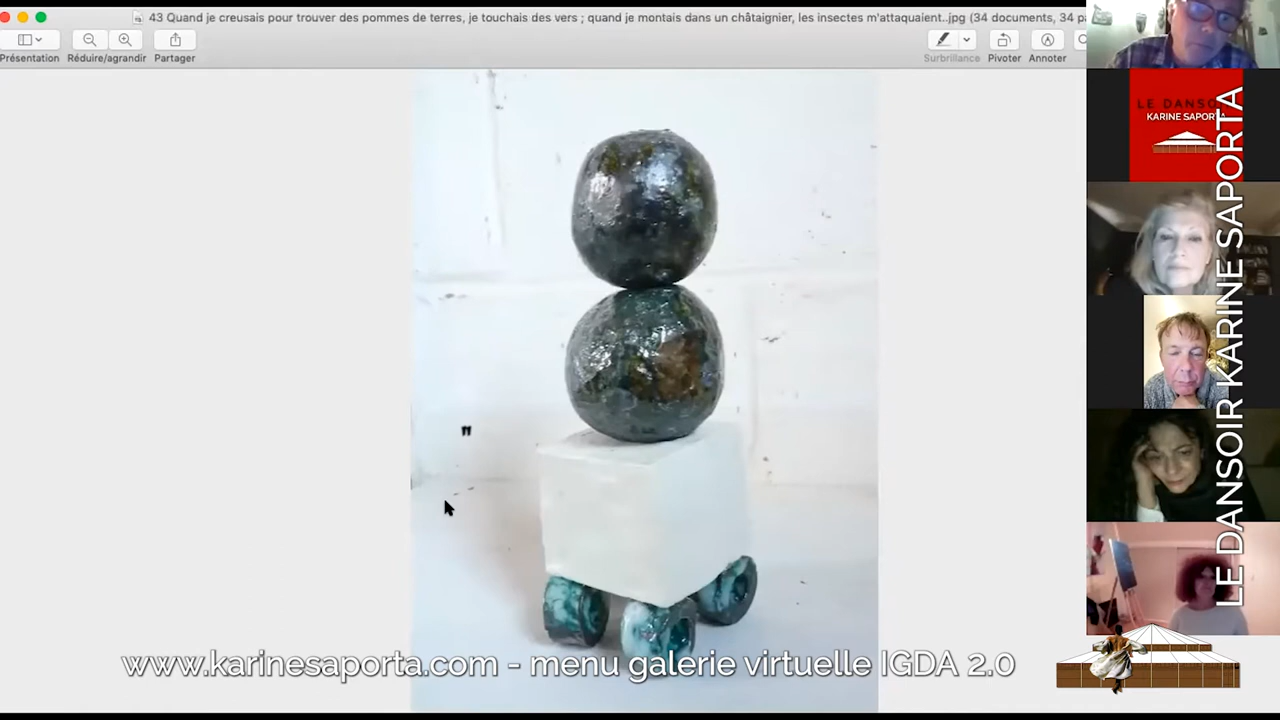 43 Quand je creusais pour trouver des pommes de terres, je touchais des vers ; quand je montais dans un châtaignier, les insectes m'attaquaient..jpg (34 documents, 34 pa
Présentation
Réduire/agrandir
Partager
Surbrillance
Pivoter
Annoter
"
LE DANSO
KARINE SAPORTA
LE DANSOIR KARINE SAPORTA
www.karinesaporta.com - menu galerie virtuelle IGDA 2.0